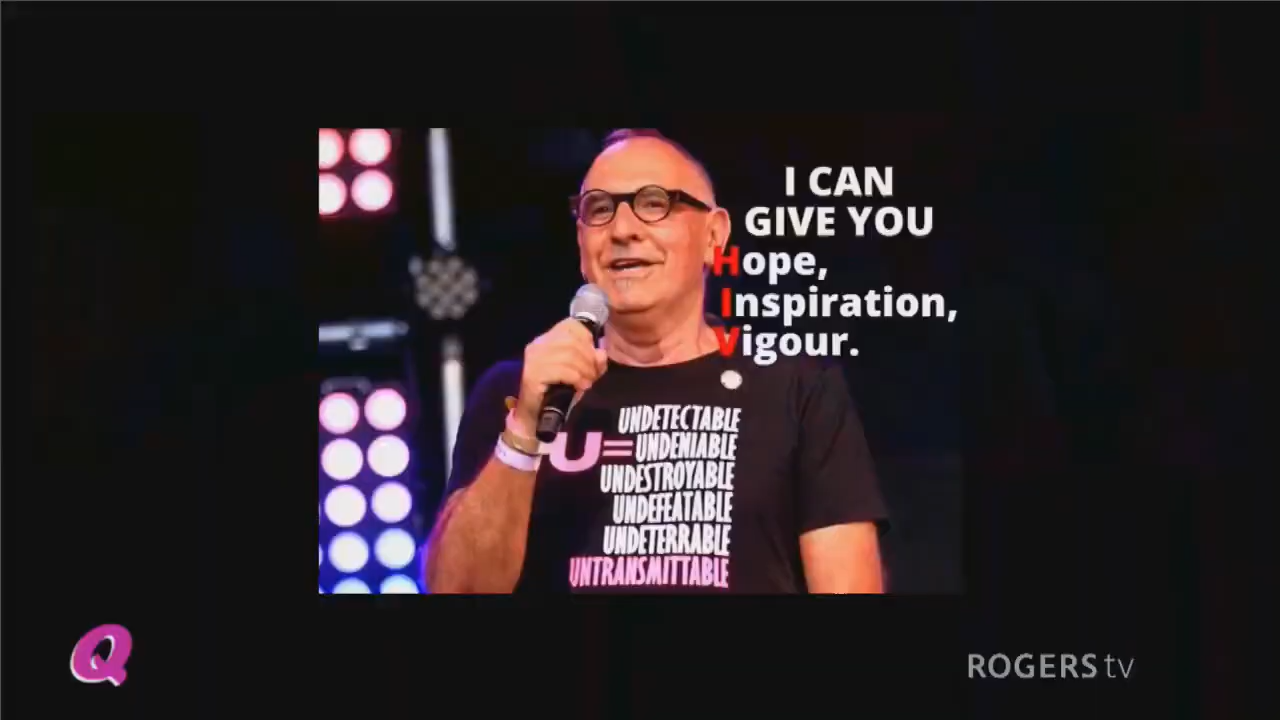 I CAN
GIVE YOU
Hope,
Inspiration,
Vigour.
UNDETECTABLE
U=UNDENIABLE
UNDESTROYABLE
UNDEFEATABLE
UNDETERRABLE
UNTRANSMITTABLE
Q
ROGERS tv